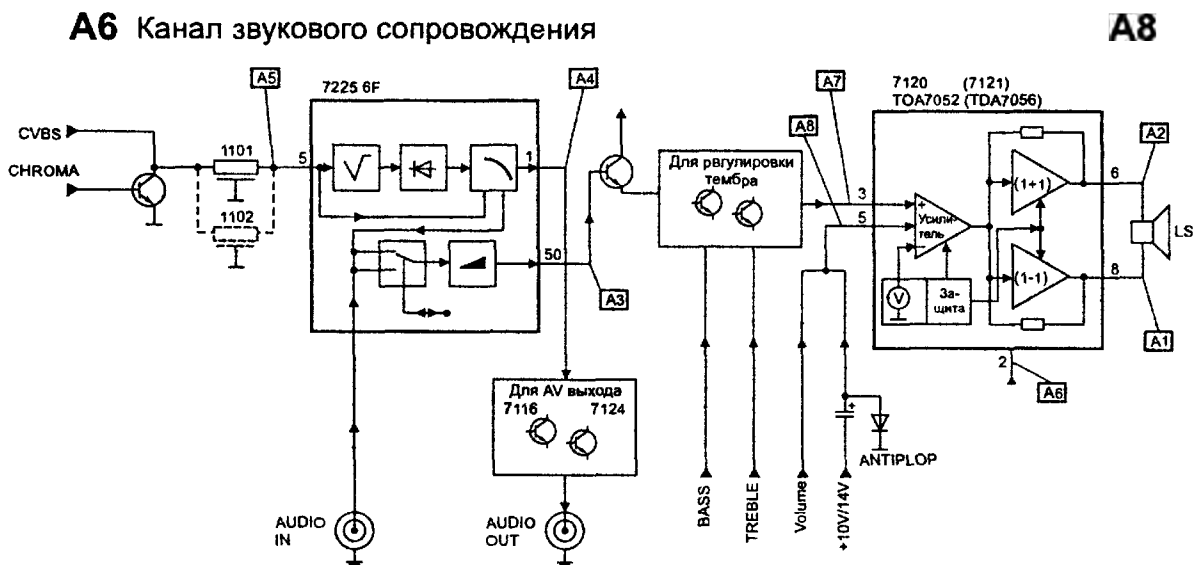 A6 Канал звукового сопровождения
A8
A5
7225 6F
A4
CVBS
CHROMA
1101
1102
5
1
50
A3
Для рвгулировки
тембра
A7
A8
3
5
7120 (7121)
TOA7052 (TDA7056)
Усили-
тель
+
−
V
За-
щита
(1+1)
(1-1)
6
8
A2
LS
A1
2
A6
Для AV выхода
7116 7124
BASS
TREBLE
Volume
+10V/14V
+
ANTIPLOP
AUDIO
IN
AUDIO
OUT